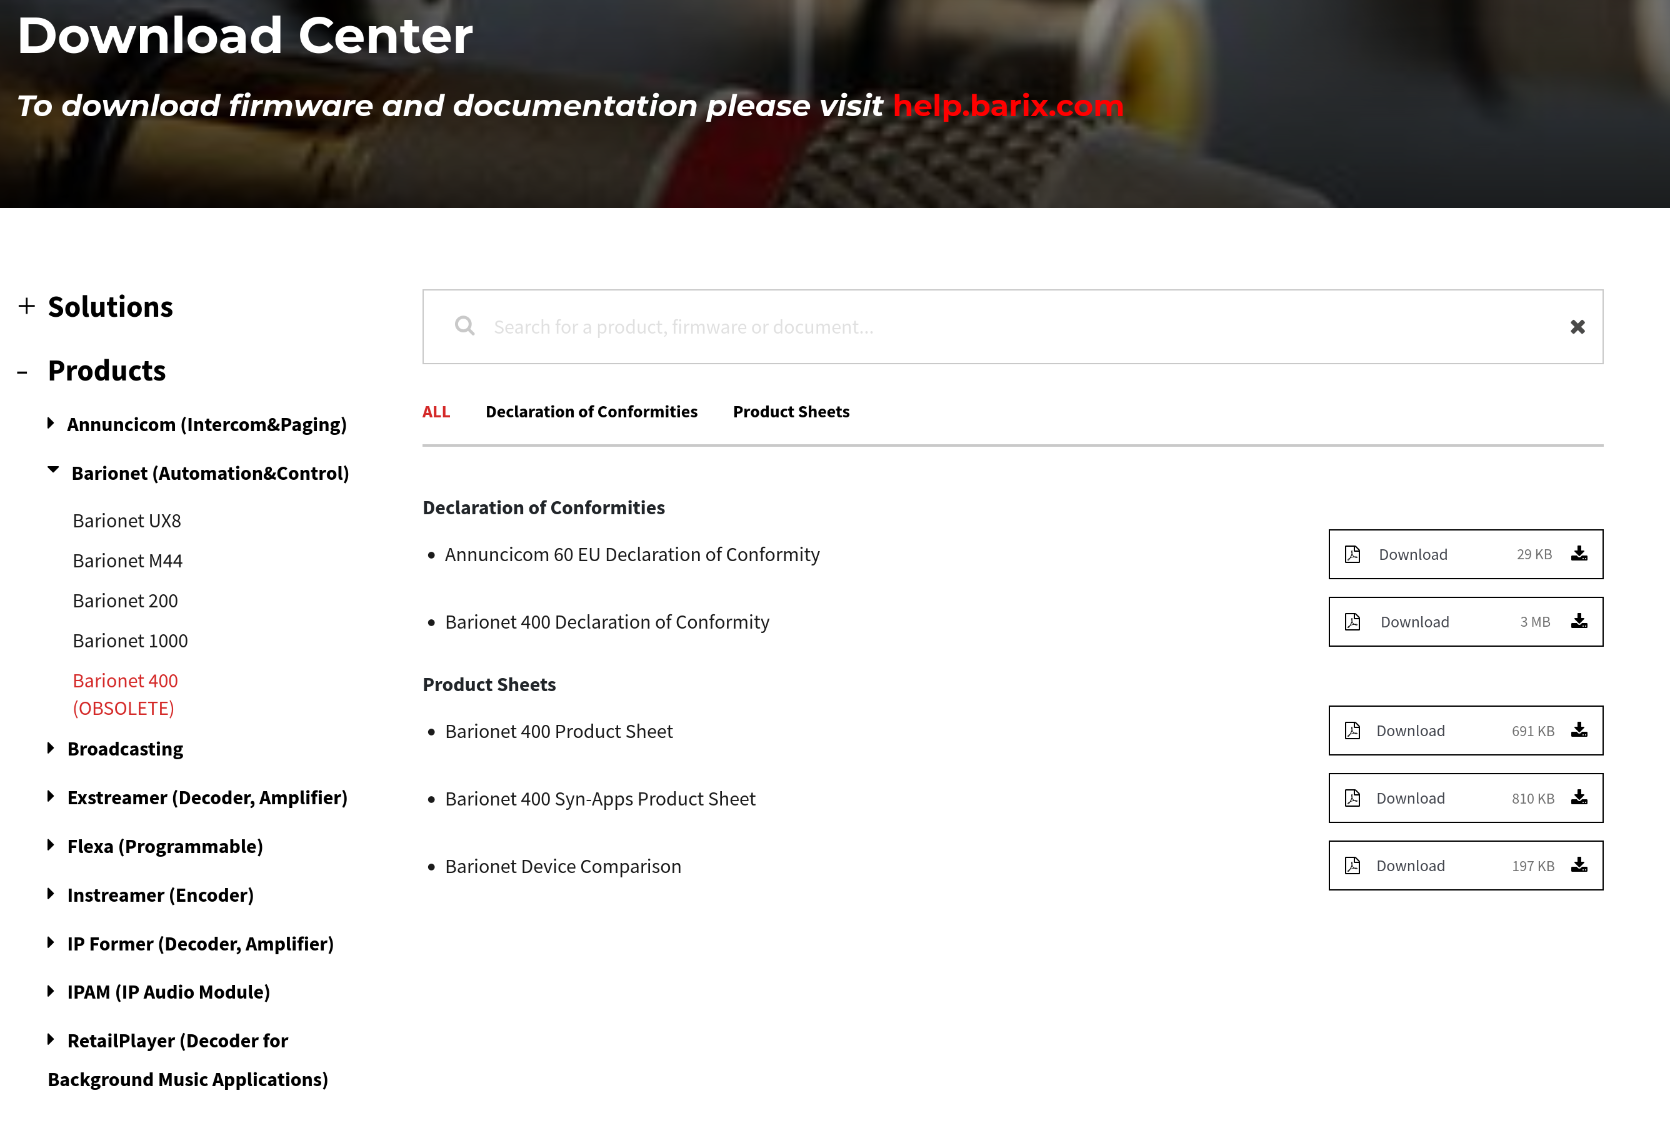 Download Center
To download firmware and documentation please visit help.barix.com
+ Solutions
- Products
Annuncicom (Intercom&Paging)
Barionet (Automation&Control)
Barionet UX8
Barionet M44
Barionet 200
Barionet 1000
Barionet 400
(OBSOLETE)
Broadcasting
Exstreamer (Decoder, Amplifier)
Flexa (Programmable)
Instreamer (Encoder)
IP Former (Decoder, Amplifier)
IPAM (IP Audio Module)
RetailPlayer (Decoder for
Background Music Applications)
Search for a product, firmware or document...
ALL Declaration of Conformities Product Sheets
Declaration of Conformities
• Annuncicom 60 EU Declaration of Conformity Download 29 KB
• Barionet 400 Declaration of Conformity Download 3 MB
Product Sheets
• Barionet 400 Product Sheet Download 691 KB
• Barionet 400 Syn-Apps Product Sheet Download 810 KB
• Barionet Device Comparison Download 197 KB